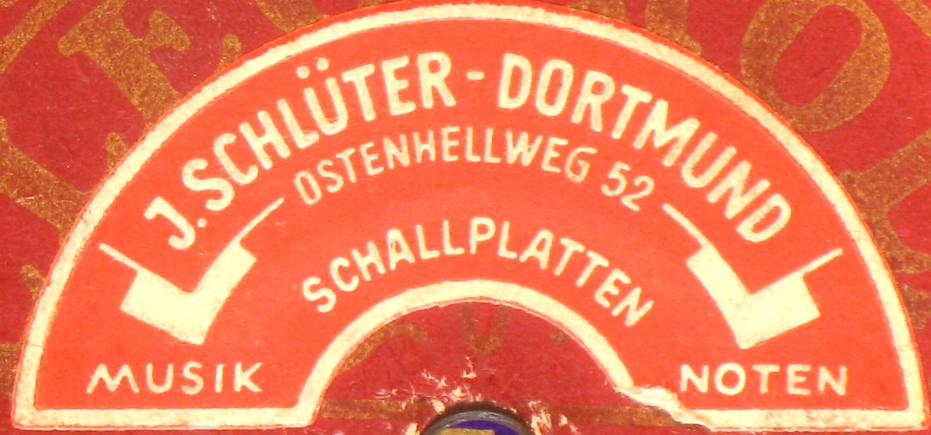 J. SCHLÜTER - DORTMUND
OSTENHELLWEG 52
SCHALLPLATTEN
MUSIK
NOTEN